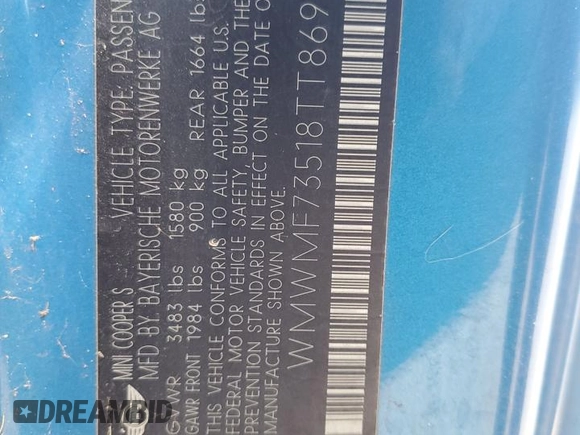 MINI COOPER S VEHICLE TYPE: PASSEN
MFD BY BAYERISCHE MOTORENWERKE AG
GVWR 3483 lbs 1580 kg
GAWR FRONT 1984 lbs 900 kg REAR 1664 lbs
THIS VEHICLE CONFORMS TO ALL APPLICABLE U.S.
FEDERAL MOTOR VEHICLE SAFETY, BUMPER AND THE
PREVENTION STANDARDS IN EFFECT ON THE DATE O
MANUFACTURE SHOWN ABOVE.
WMWMF73518TT869
DREAMBID